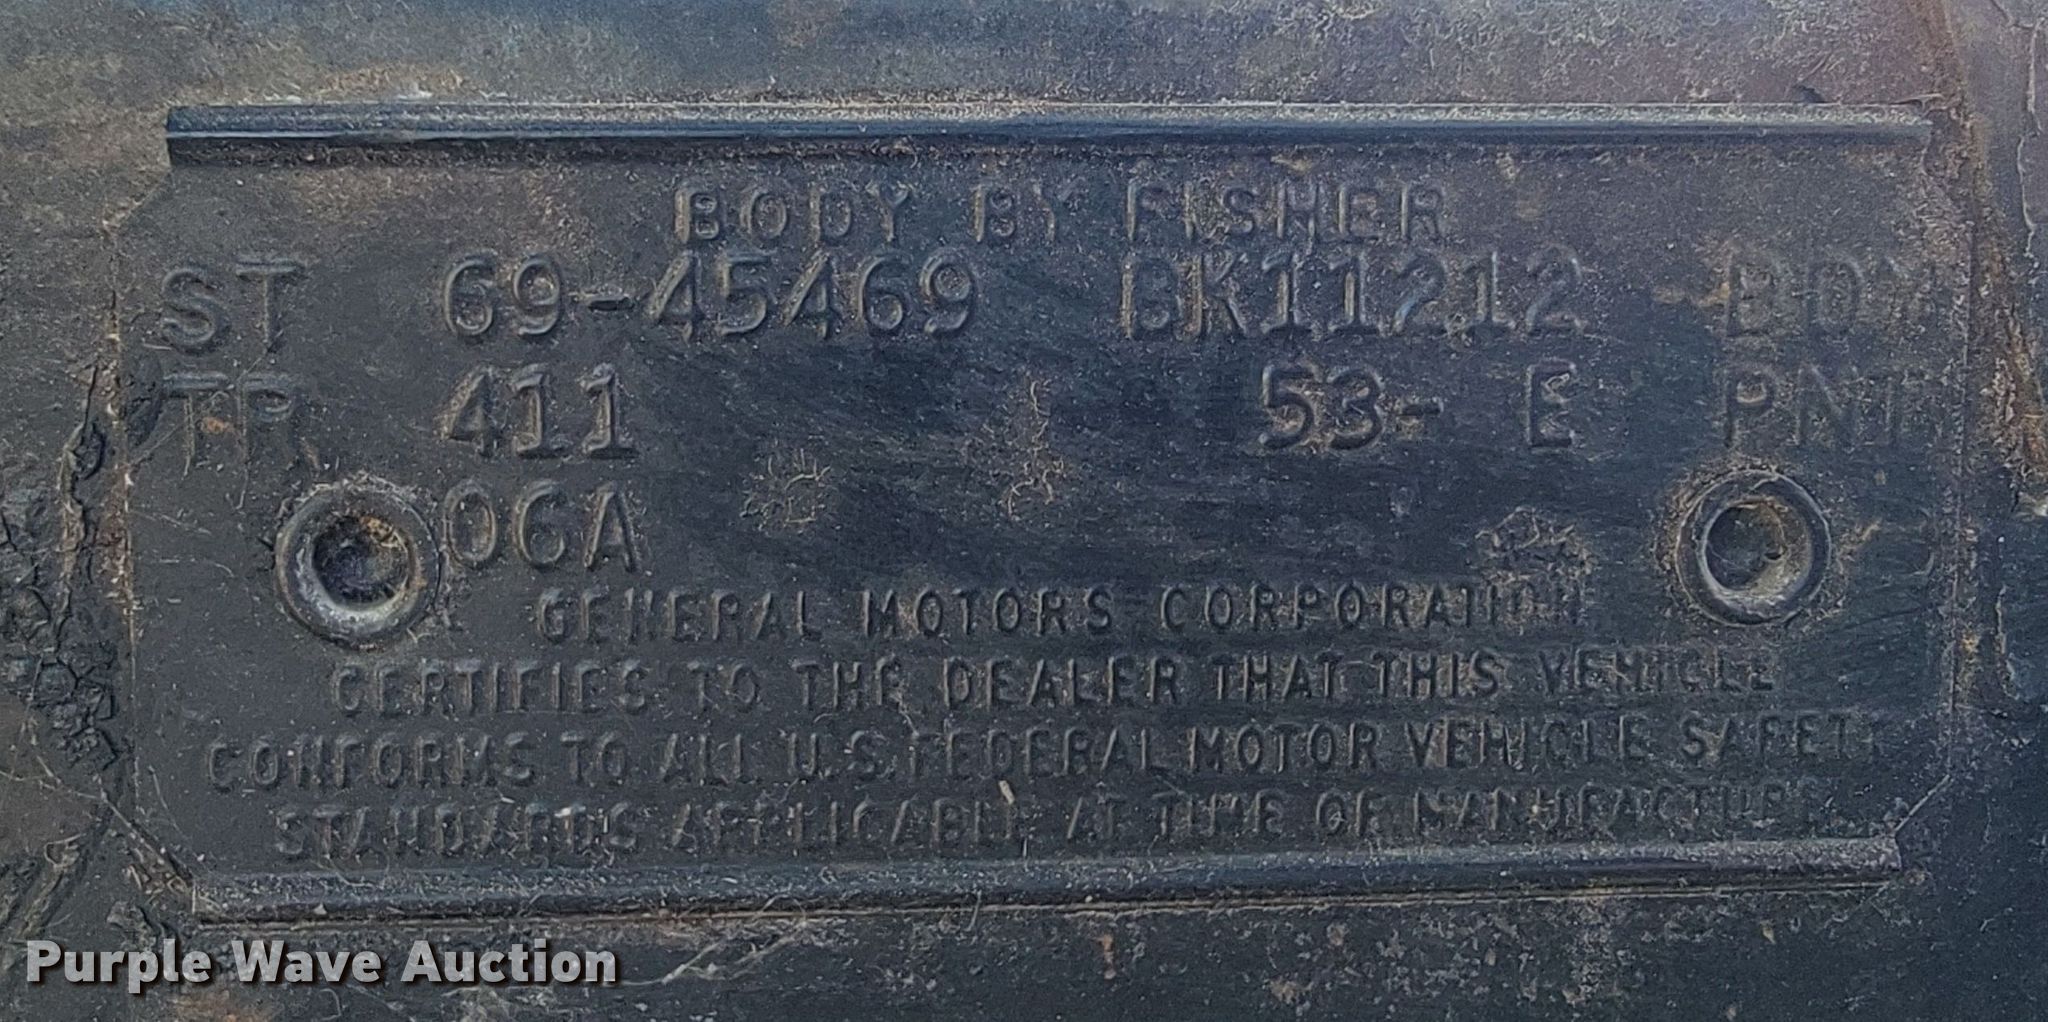 BODY BY FISHER
ST 69-45469 BK11212 BDY
TR 411 53- E PNT
06A
GENERAL MOTORS CORPORATION
CERTIFIES TO THE DEALER THAT THIS VEHICLE
CONFORMS TO ALL U.S. FEDERAL MOTOR VEHICLE SAFETY
STANDARDS APPLICABLE AT TIME OF MANUFACTURE
Purple Wave Auction